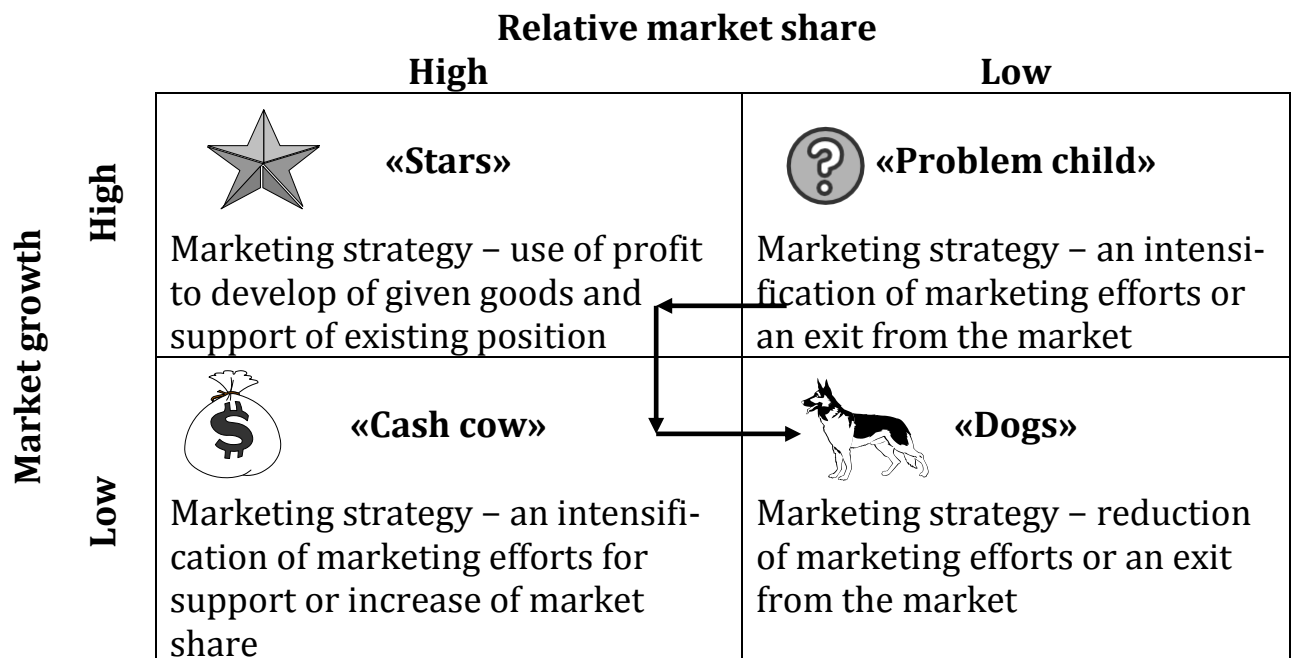 Relative market share
High
Low
Market growth
High
«Stars»
Marketing strategy – use of profit
to develop of given goods and
support of existing position
«Problem child»
Marketing strategy – an intensi-
fication of marketing efforts or
an exit from the market
Low
$
«Cash cow»
Marketing strategy – an intensifi-
cation of marketing efforts for
support or increase of market
share
«Dogs»
Marketing strategy – reduction
of marketing efforts or an exit
from the market